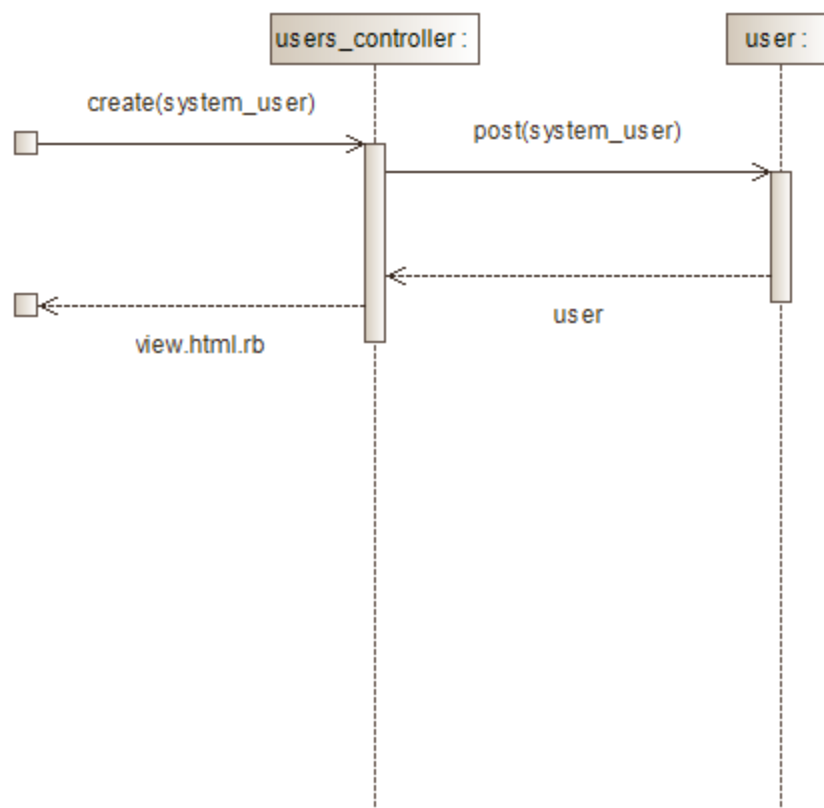 users_controller :
user :
create(system_user)
post(system_user)
user
view.html.rb